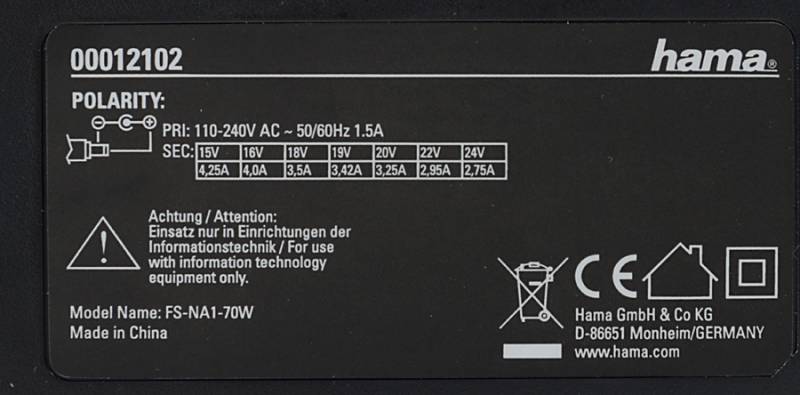 00012102
hama®
POLARITY:
PRI: 110-240V AC ~ 50/60Hz 1.5A
SEC: 15V 16V 18V 19V 20V 22V 24V
4,25A 4,0A 3,5A 3,42A 3,25A 2,95A 2,75A
Achtung / Attention:
Einsatz nur in Einrichtungen der
Informationstechnik / For use
with information technology
equipment only.
Model Name: FS-NA1-70W
Made in China
CE
Hama GmbH & Co KG
D-86651 Monheim/GERMANY
www.hama.com